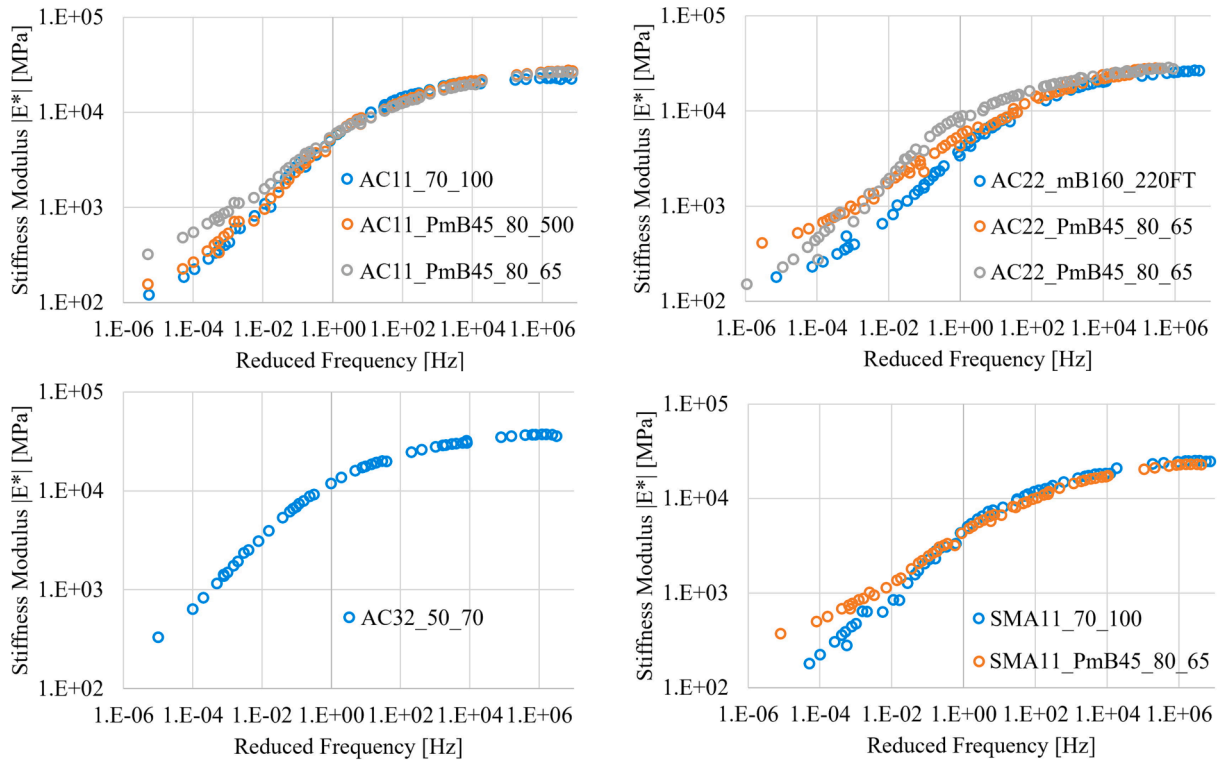 1.E+05
1.E+04
1.E+03
1.E+02
Stiffness Modulus |E*| [MPa]
AC11_70_100
AC11_PmB45_80_500
AC11_PmB45_80_65
1.E-06 1.E-04 1.E-02 1.E+00 1.E+02 1.E+04 1.E+06
Reduced Frequency [Hz]
1.E+05
1.E+04
1.E+03
1.E+02
Stiffness Modulus |E*| [MPa]
AC22_mB160_220FT
AC22_PmB45_80_65
AC22_PmB45_80_65
1.E-06 1.E-04 1.E-02 1.E+00 1.E+02 1.E+04 1.E+06
Reduced Frequency [Hz]
1.E+05
1.E+04
1.E+03
1.E+02
Stiffness Modulus |E*| [MPa]
AC32_50_70
1.E-06 1.E-04 1.E-02 1.E+00 1.E+02 1.E+04 1.E+06
Reduced Frequency [Hz]
1.E+05
1.E+04
1.E+03
1.E+02
Stiffness Modulus |E*| [MPa]
SMA11_70_100
SMA11_PmB45_80_65
1.E-06 1.E-04 1.E-02 1.E+00 1.E+02 1.E+04 1.E+06
Reduced Frequency [Hz]